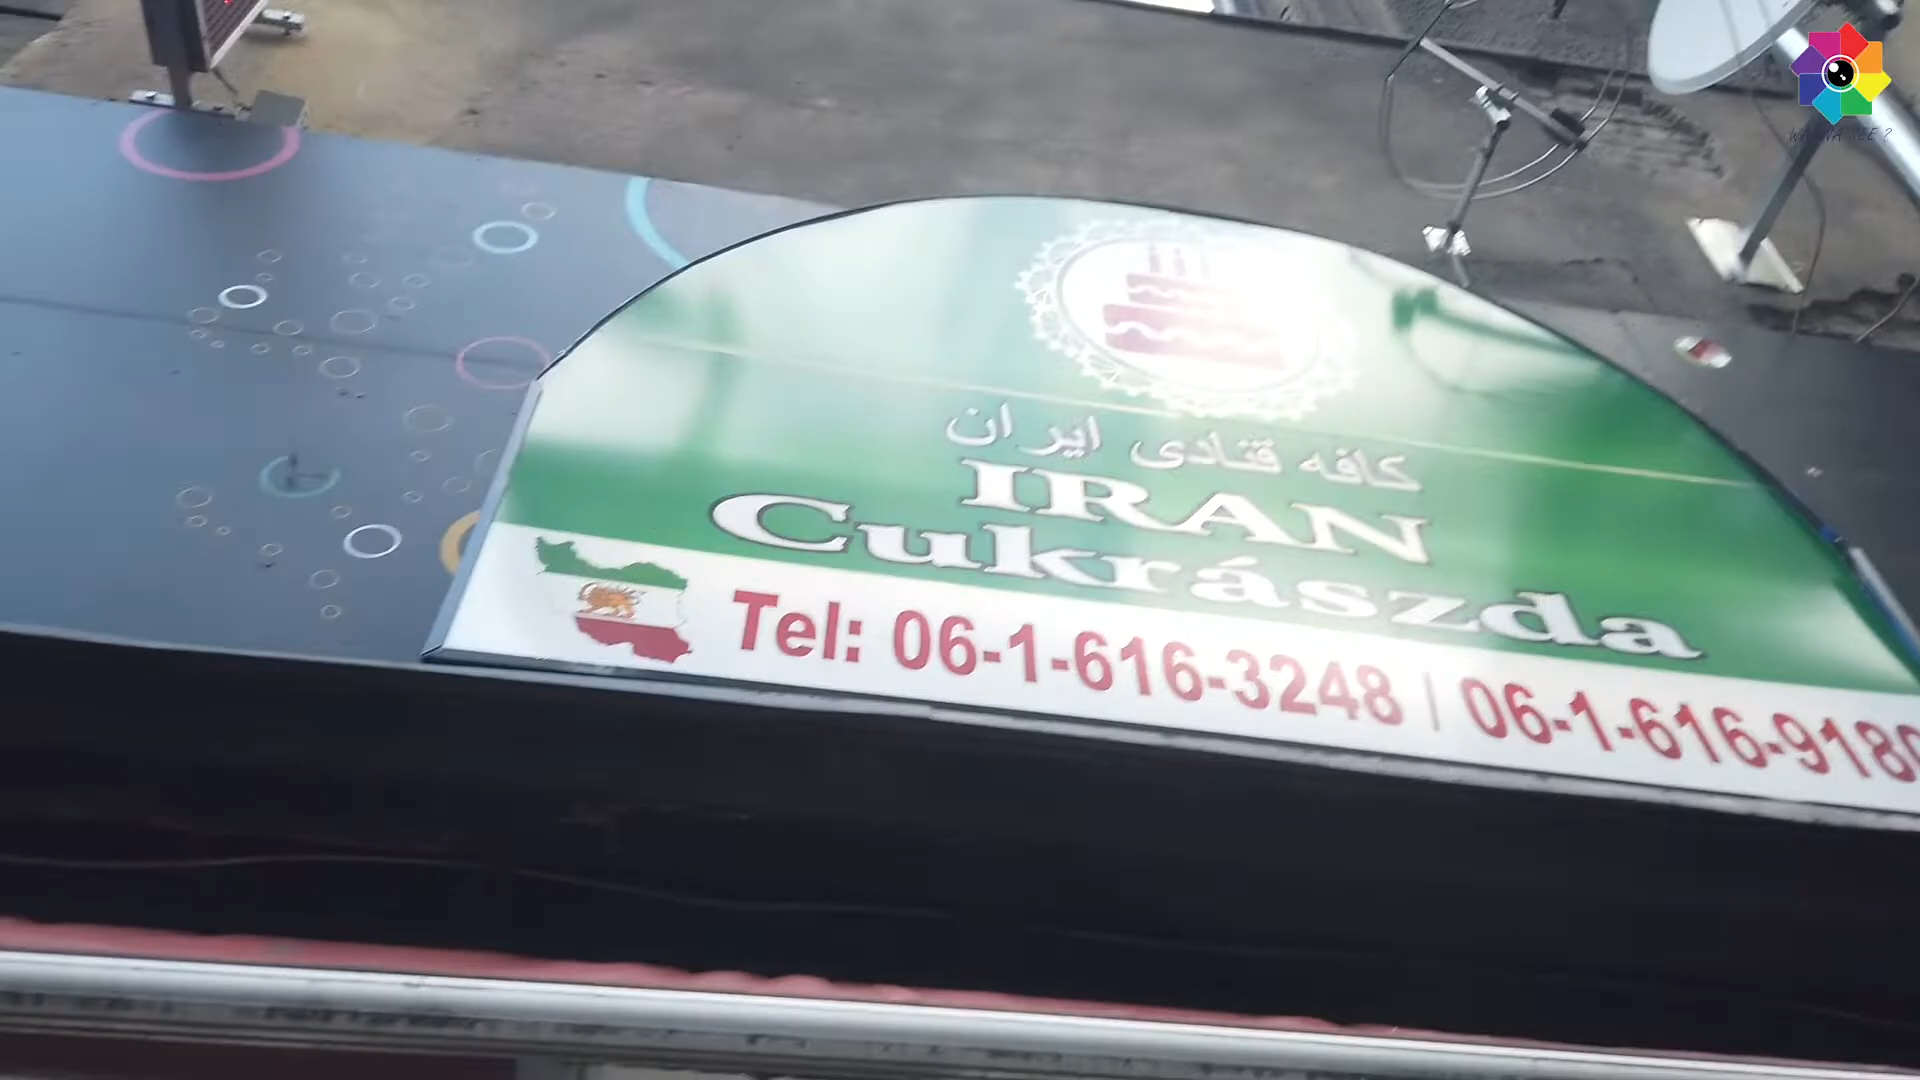 کافه قنادی ایران
IRAN
Cukrászda
Tel: 06-1-616-3248 | 06-1-616-9180